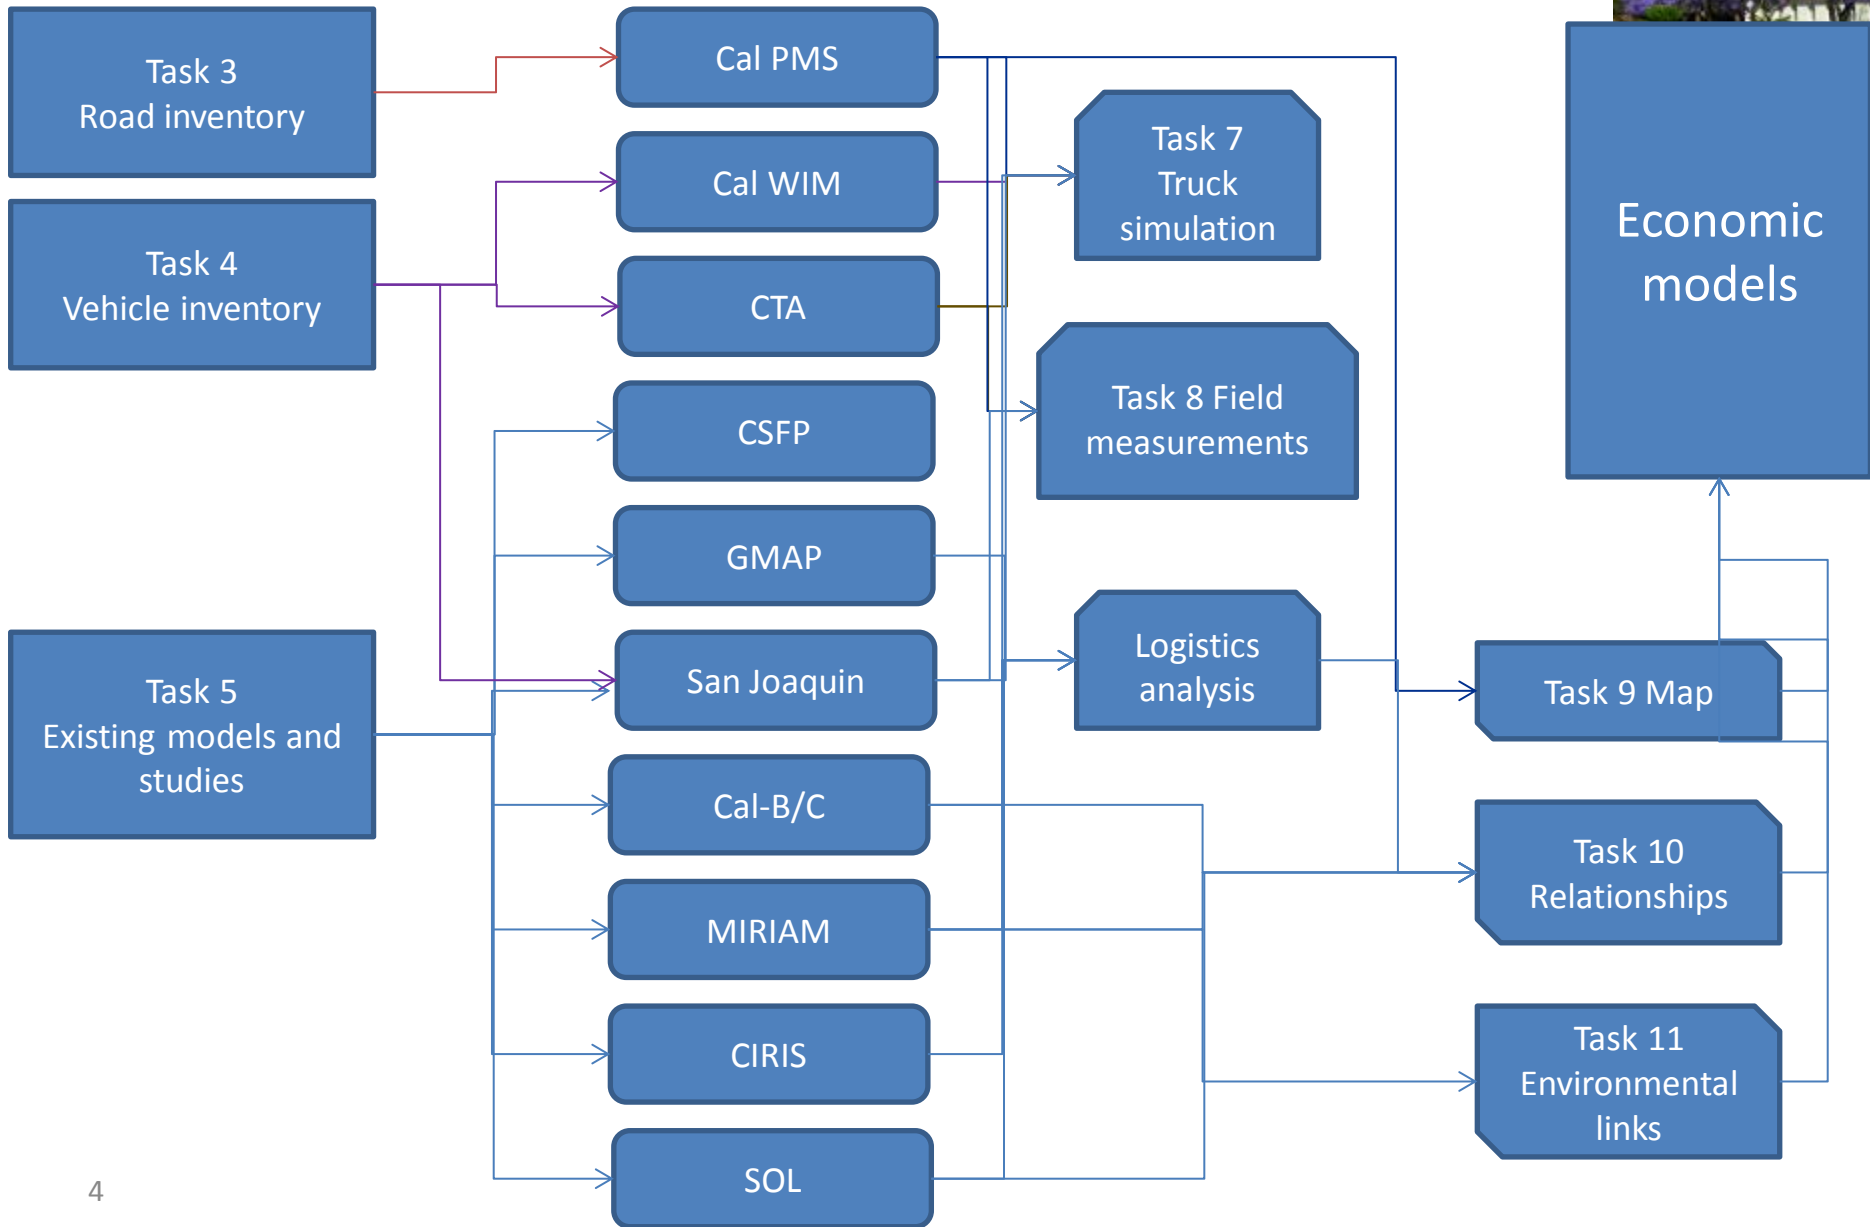 Task 3
Road inventory
Task 4
Vehicle inventory
Task 5
Existing models and
studies
Cal PMS
Cal WIM
CTA
CSFP
GMAP
San Joaquin
Cal-B/C
MIRIAM
CIRIS
SOL
Task 7
Truck
simulation
Task 8 Field
measurements
Logistics
analysis
Economic
models
Task 9 Map
Task 10
Relationships
Task 11
Environmental
links
4